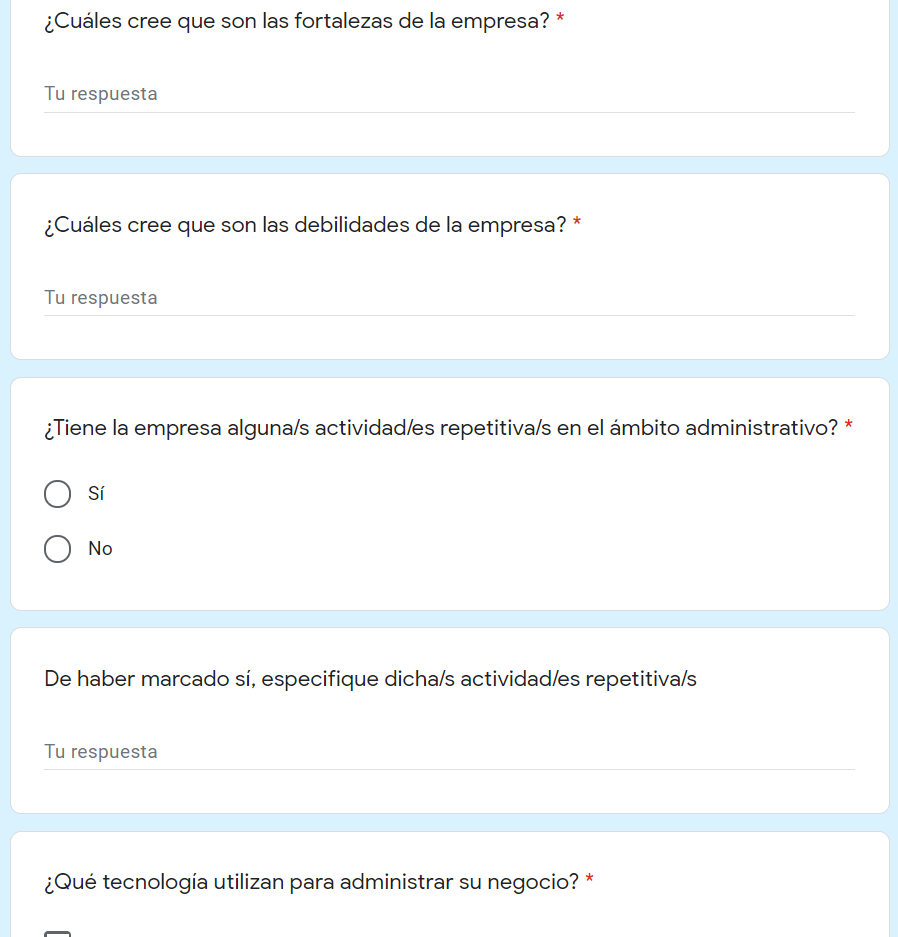 ¿Cuáles cree que son las fortalezas de la empresa? *
Tu respuesta
¿Cuáles cree que son las debilidades de la empresa? *
Tu respuesta
¿Tiene la empresa alguna/s actividad/es repetitiva/s en el ámbito administrativo? *
Sí
No
De haber marcado sí, especifique dicha/s actividad/es repetitiva/s
Tu respuesta
¿Qué tecnología utilizan para administrar su negocio? *